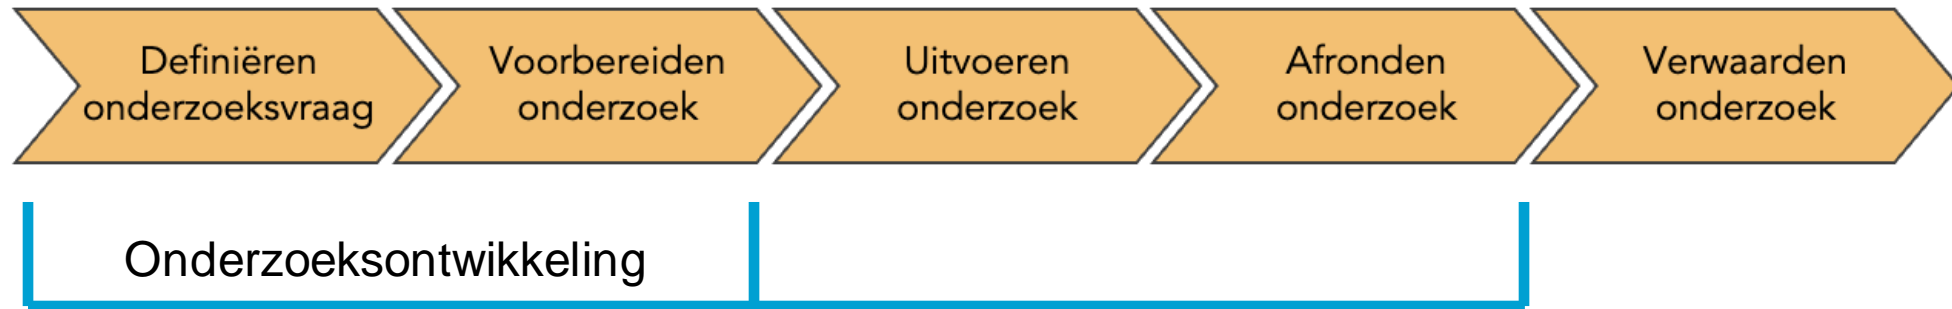 Definiëren
onderzoeksvraag
Voorbereiden
onderzoek
Uitvoeren
onderzoek
Afronden
onderzoek
Verwaarden
onderzoek
Onderzoeksontwikkeling